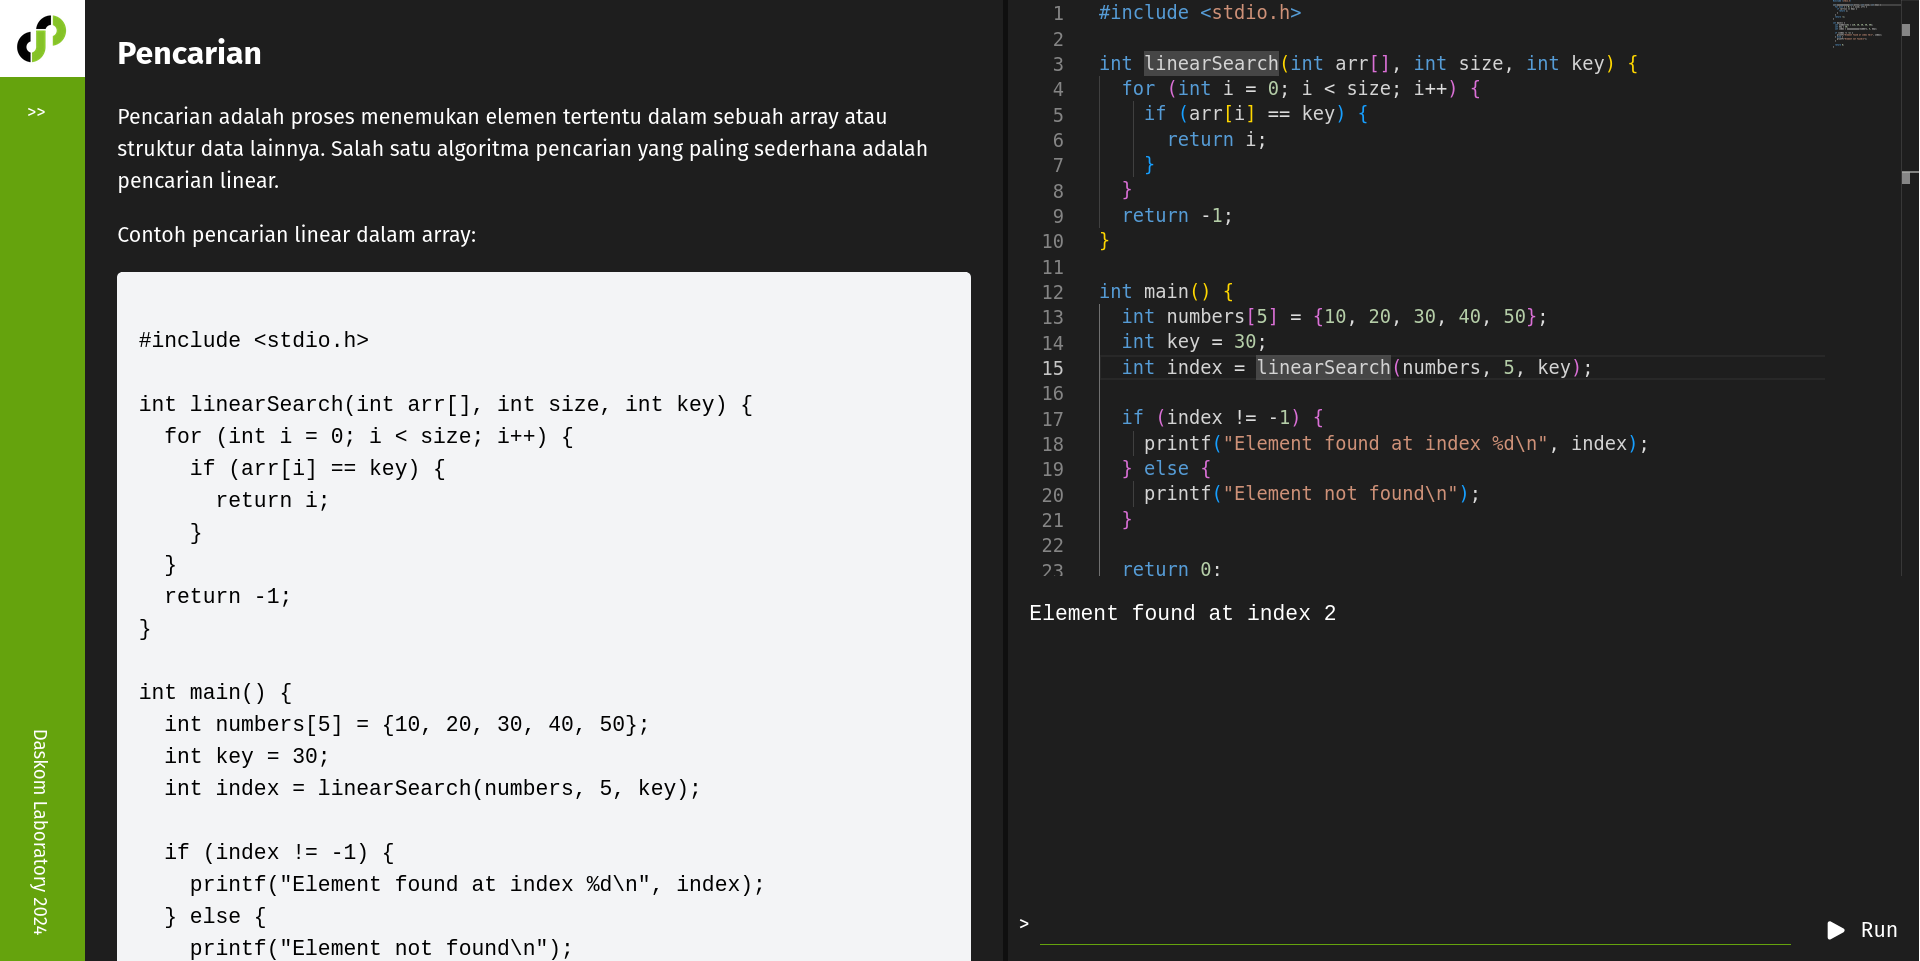 >>
Daskom Laboratory 2024
Pencarian
Pencarian adalah proses menemukan elemen tertentu dalam sebuah array atau
struktur data lainnya. Salah satu algoritma pencarian yang paling sederhana adalah
pencarian linear.
Contoh pencarian linear dalam array:
#include <stdio.h>
int linearSearch(int arr[], int size, int key) {
for (int i = 0; i < size; i++) {
if (arr[i] == key) {
return i;
}
}
return -1;
}
int main() {
int numbers[5] = {10, 20, 30, 40, 50};
int key = 30;
int index = linearSearch(numbers, 5, key);
if (index != -1) {
printf("Element found at index %d\n", index);
} else {
printf("Element not found\n");
1 #include <stdio.h>
2
3 int linearSearch(int arr[], int size, int key) {
4 for (int i = 0; i < size; i++) {
5 if (arr[i] == key) {
6 return i;
7 }
8 }
9 return -1;
10 }
11
12 int main() {
13 int numbers[5] = {10, 20, 30, 40, 50};
14 int key = 30;
15 int index = linearSearch(numbers, 5, key);
16
17 if (index != -1) {
18 printf("Element found at index %d\n", index);
19 } else {
20 printf("Element not found\n");
21 }
22
23 return 0;
Element found at index 2
>
Run